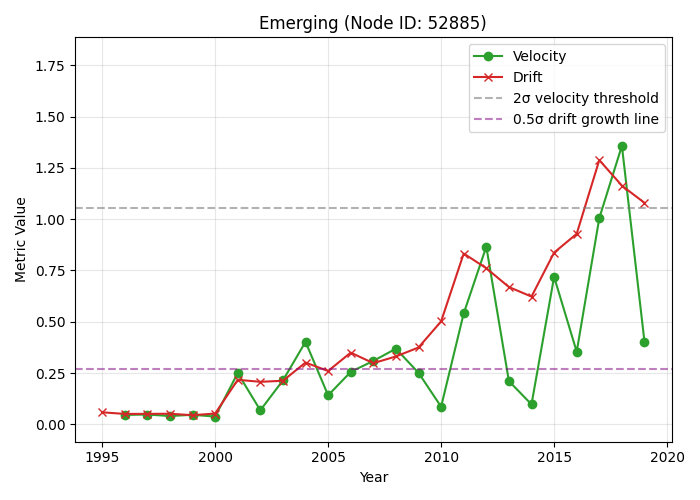 Emerging (Node ID: 52885)
Velocity
Drift
2σ velocity threshold
0.5σ drift growth line
1.75
1.50
1.25
1.00
0.75
0.50
0.25
0.00
Metric Value
1995
2000
2005
2010
2015
2020
Year